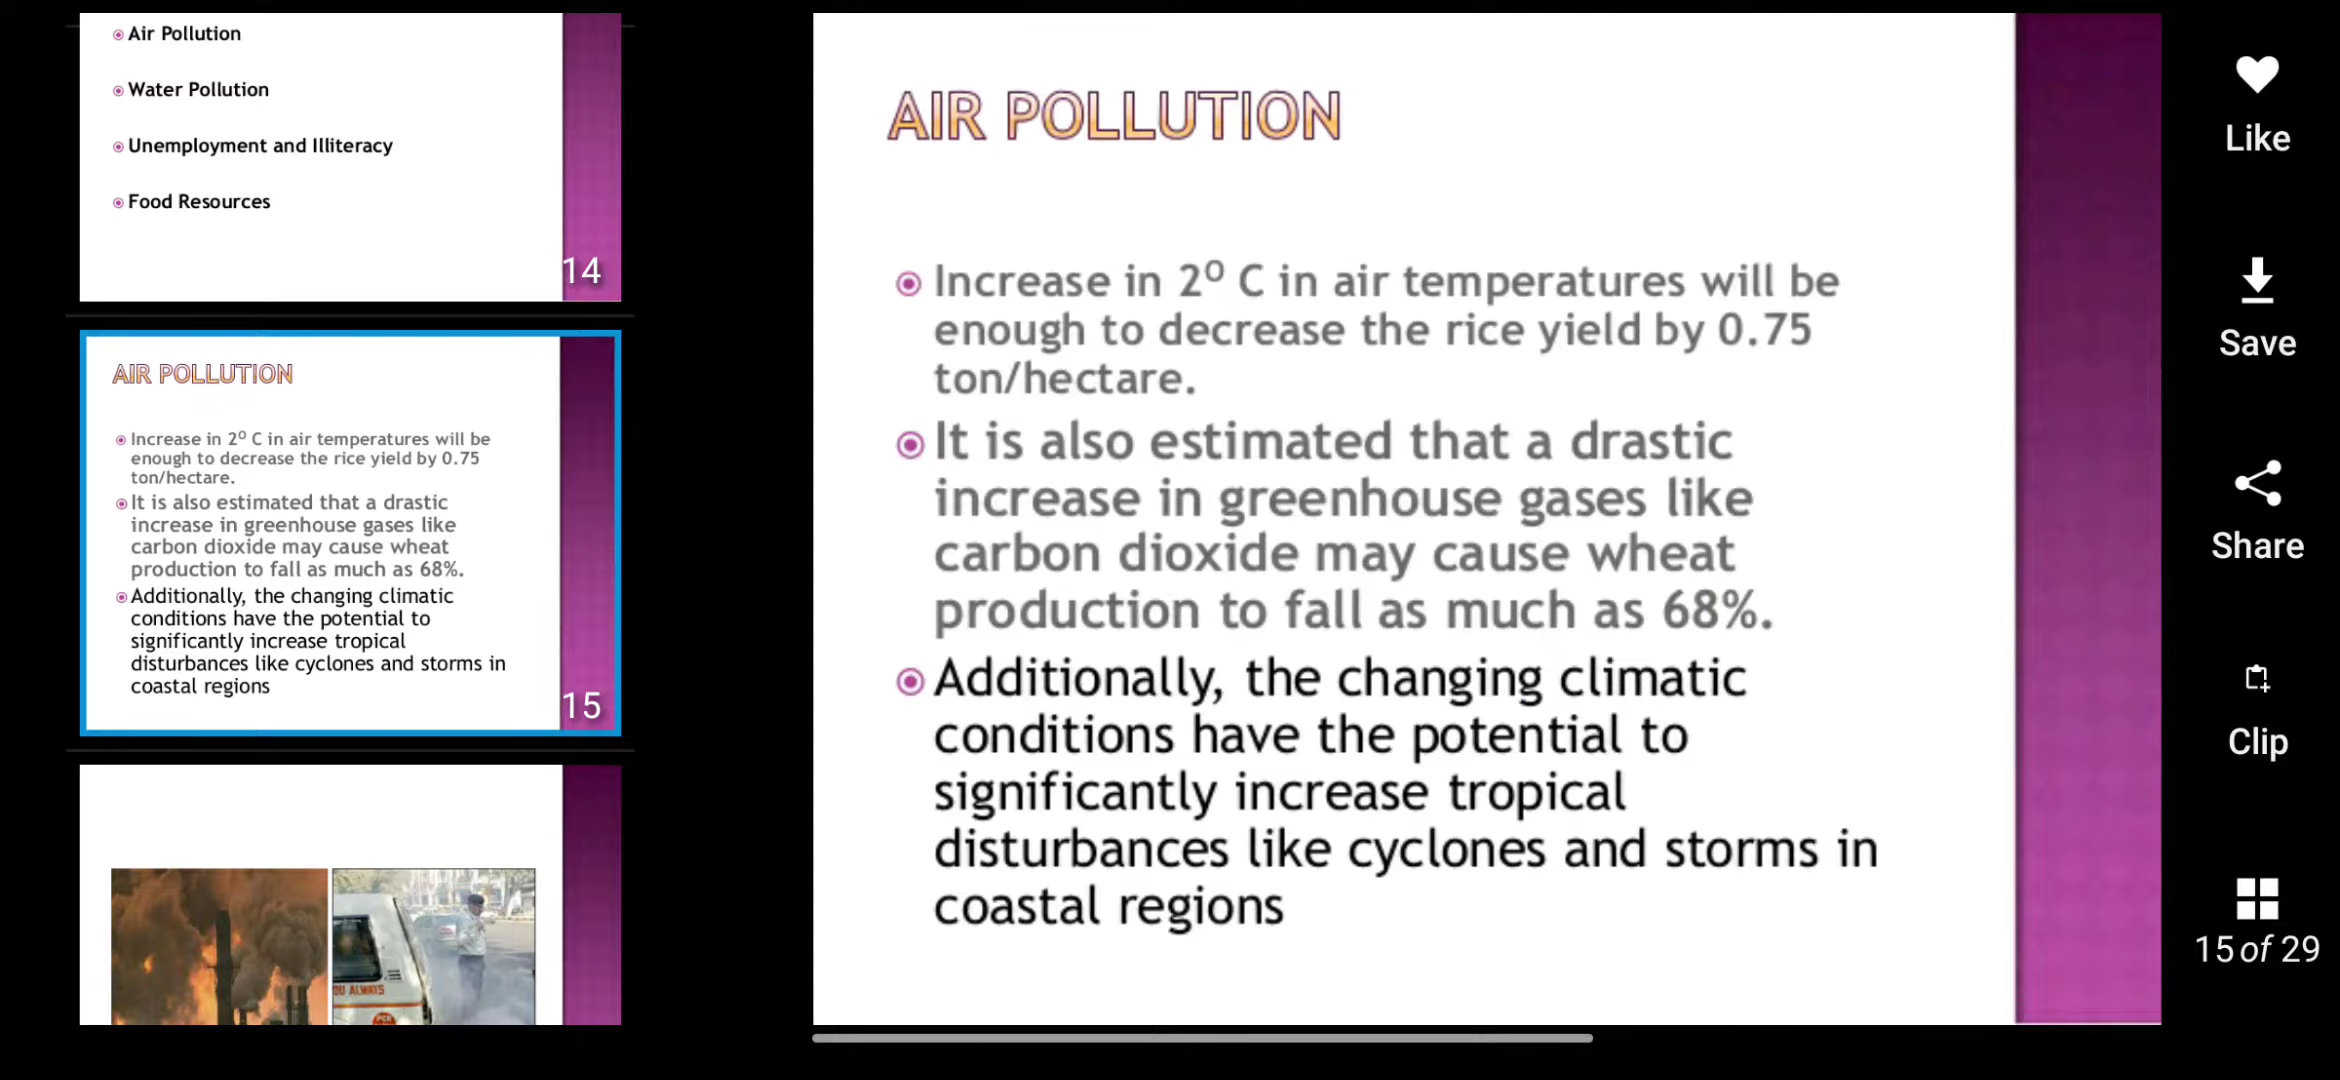 Air Pollution
Water Pollution
Unemployment and Illiteracy
Food Resources
14
AIR POLLUTION
Increase in 2⁰ C in air temperatures will be
enough to decrease the rice yield by 0.75
ton/hectare.
It is also estimated that a drastic
increase in greenhouse gases like
carbon dioxide may cause wheat
production to fall as much as 68%.
Additionally, the changing climatic
conditions have the potential to
significantly increase tropical
disturbances like cyclones and storms in
coastal regions
15
OU ALWAYS
PCR
AIR POLLUTION
Increase in 2⁰ C in air temperatures will be
enough to decrease the rice yield by 0.75
ton/hectare.
It is also estimated that a drastic
increase in greenhouse gases like
carbon dioxide may cause wheat
production to fall as much as 68%.
Additionally, the changing climatic
conditions have the potential to
significantly increase tropical
disturbances like cyclones and storms in
coastal regions
Like
Save
Share
Clip
15 of 29